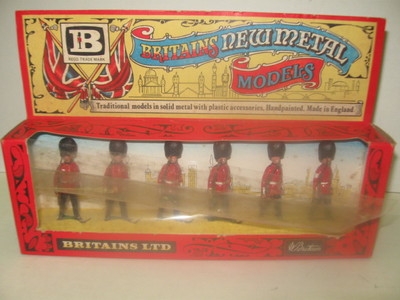 B
REGD. TRADE MARK
BRITAINS NEW METAL
MODELS
Traditional models in solid metal with plastic accessories. Handpainted. Made in England
BRITAINS LTD
Britains